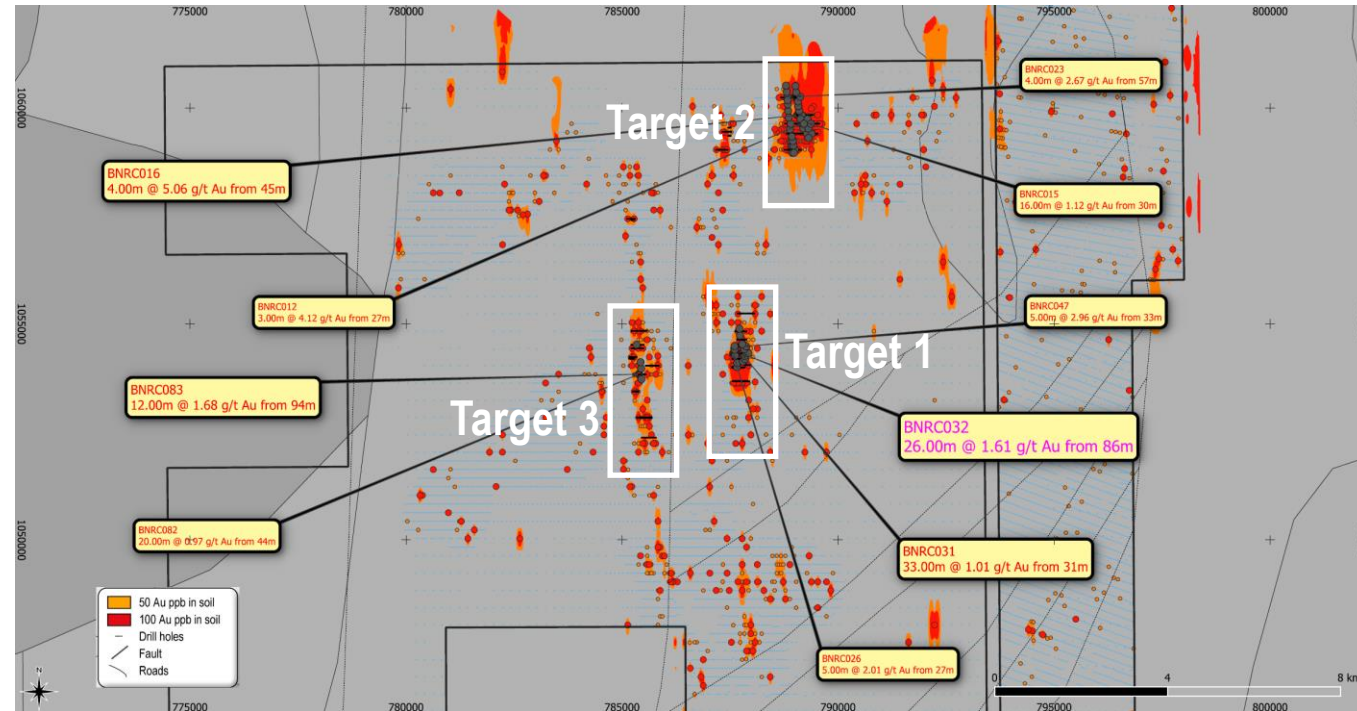 775000
780000
785000
790000
795000
800000
1060000
1055000
1050000
BNRC023
4.00m @ 2.67 g/t Au from 57m
Target 2
BNRC016
4.00m @ 5.06 g/t Au from 45m
BNRC015
16.00m @ 1.12 g/t Au from 30m
BNRC012
3.00m @ 4.12 g/t Au from 27m
BNRC047
5.00m @ 2.96 g/t Au from 33m
Target 1
BNRC083
12.00m @ 1.68 g/t Au from 94m
Target 3
BNRC032
26.00m @ 1.61 g/t Au from 86m
BNRC082
20.00m @ 0.97 g/t Au from 44m
BNRC031
33.00m @ 1.01 g/t Au from 31m
BNRC026
5.00m @ 2.01 g/t Au from 27m
50 Au ppb in soil
100 Au ppb in soil
Drill holes
Fault
Roads
N
0
4
8 km
775000
780000
785000
790000
795000
800000